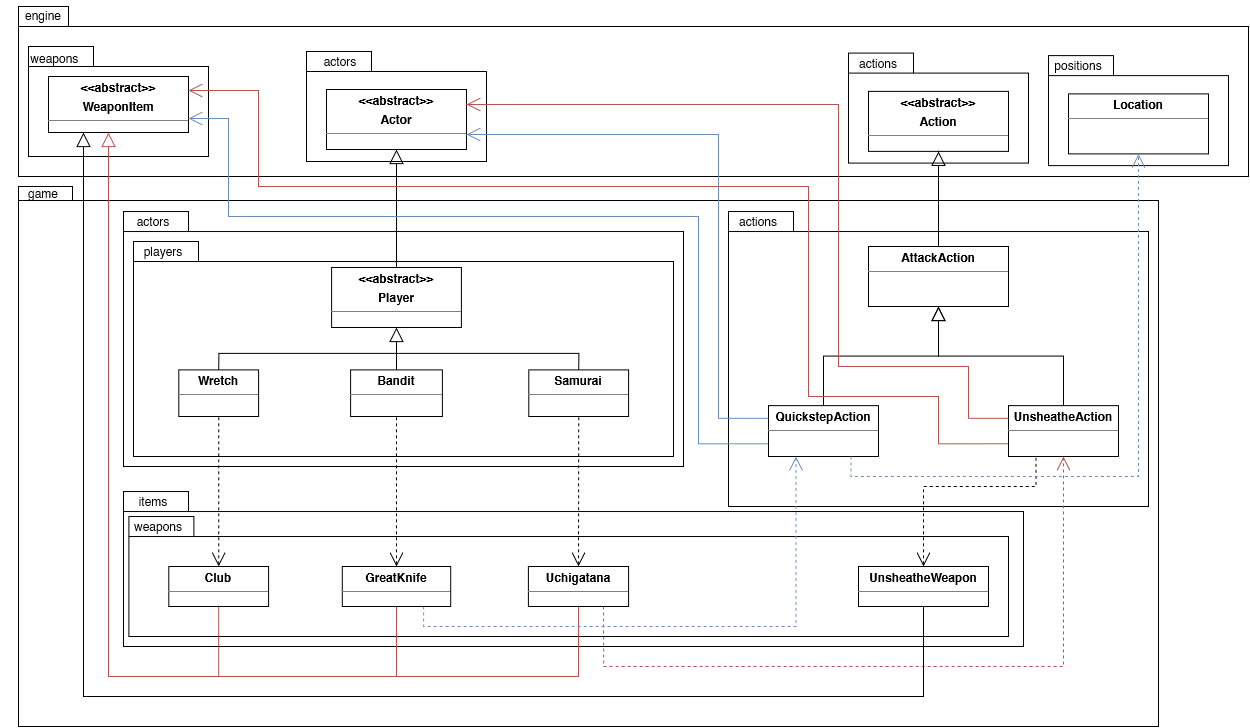 engine
weapons
<<abstract>>
WeaponItem
actors
<<abstract>>
Actor
actions
<<abstract>>
Action
positions
Location
game
actors
players
<<abstract>>
Player
Wretch
Bandit
Samurai
actions
AttackAction
QuickstepAction
UnsheatheAction
items
weapons
Club
GreatKnife
Uchigatana
UnsheatheWeapon